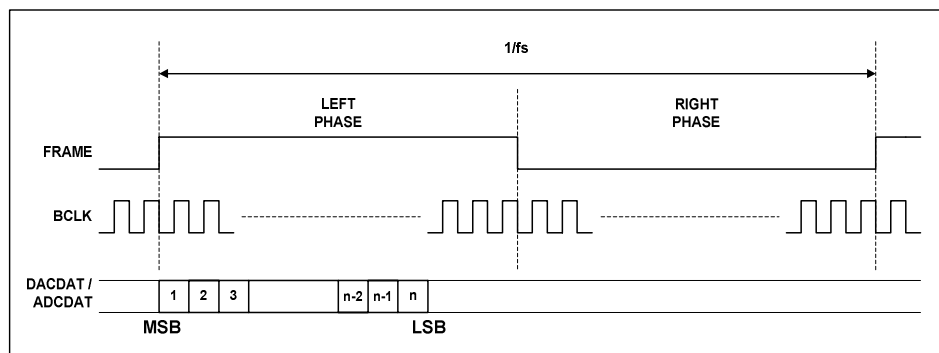 1/fs
LEFT
PHASE
RIGHT
PHASE
FRAME
BCLK
DACDAT /
ADCDAT
1 2 3 n-2 n-1 n
MSB LSB